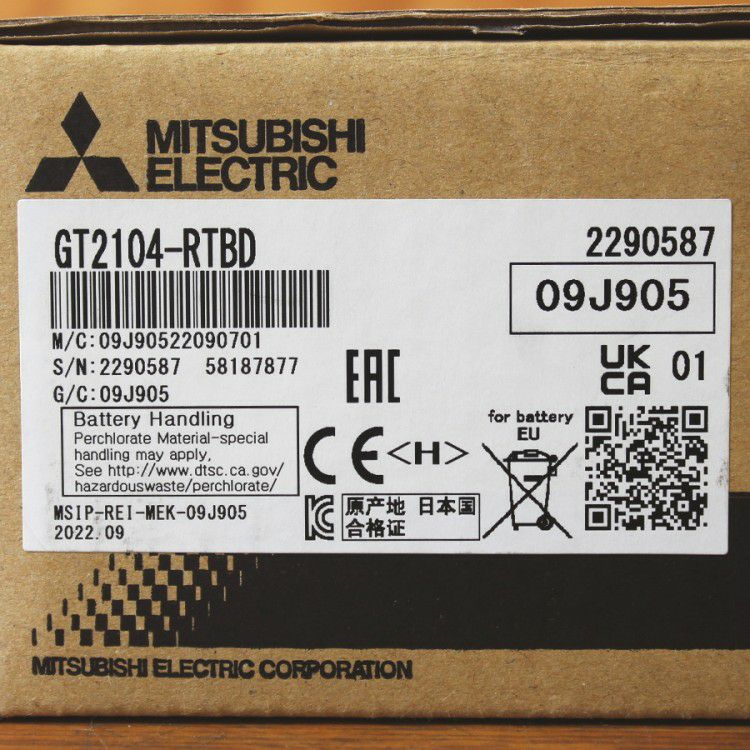 MITSUBISHI
ELECTRIC
GT2104-RTBD
2290587
09J905
M/C:09J90522090701
S/N:2290587 58187877
G/C:09J905
EAC
UK
CA 01
Battery Handling
Perchlorate Material-special
handling may apply,
See http://www.dtsc.ca.gov/
hazardouswaste/perchlorate/
CE <H>
for battery
EU
原产地 日本国
合格证
MSIP-REI-MEK-09J905
2022.09
MITSUBISHI ELECTRIC CORPORATION